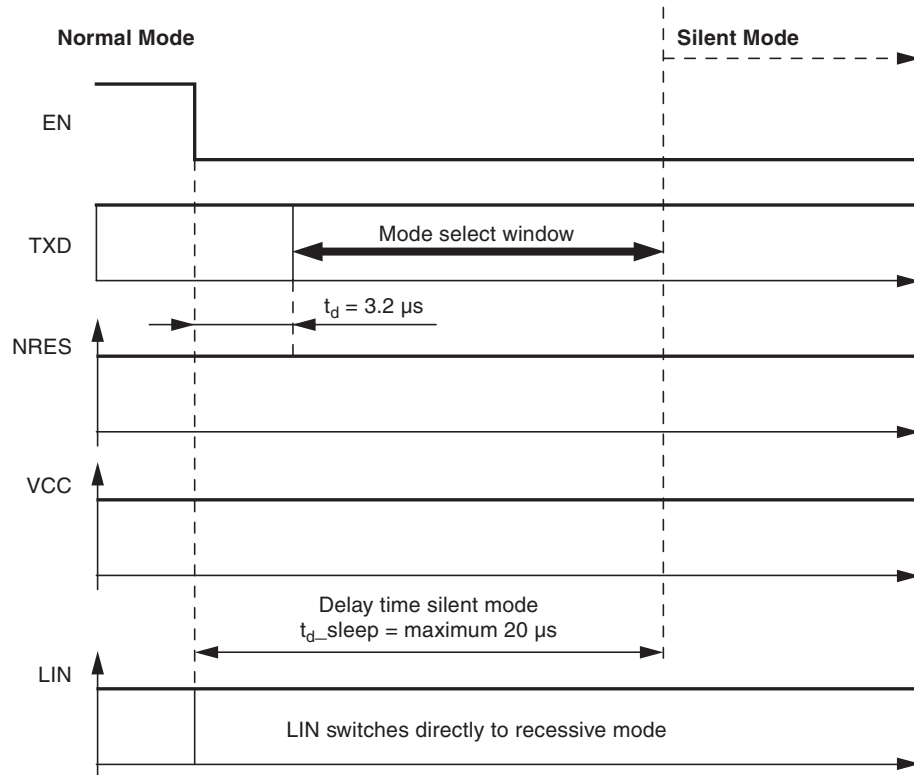 Normal Mode
Silent Mode
EN
TXD
Mode select window
t_d = 3.2 µs
NRES
VCC
Delay time silent mode
t_d_sleep = maximum 20 µs
LIN
LIN switches directly to recessive mode